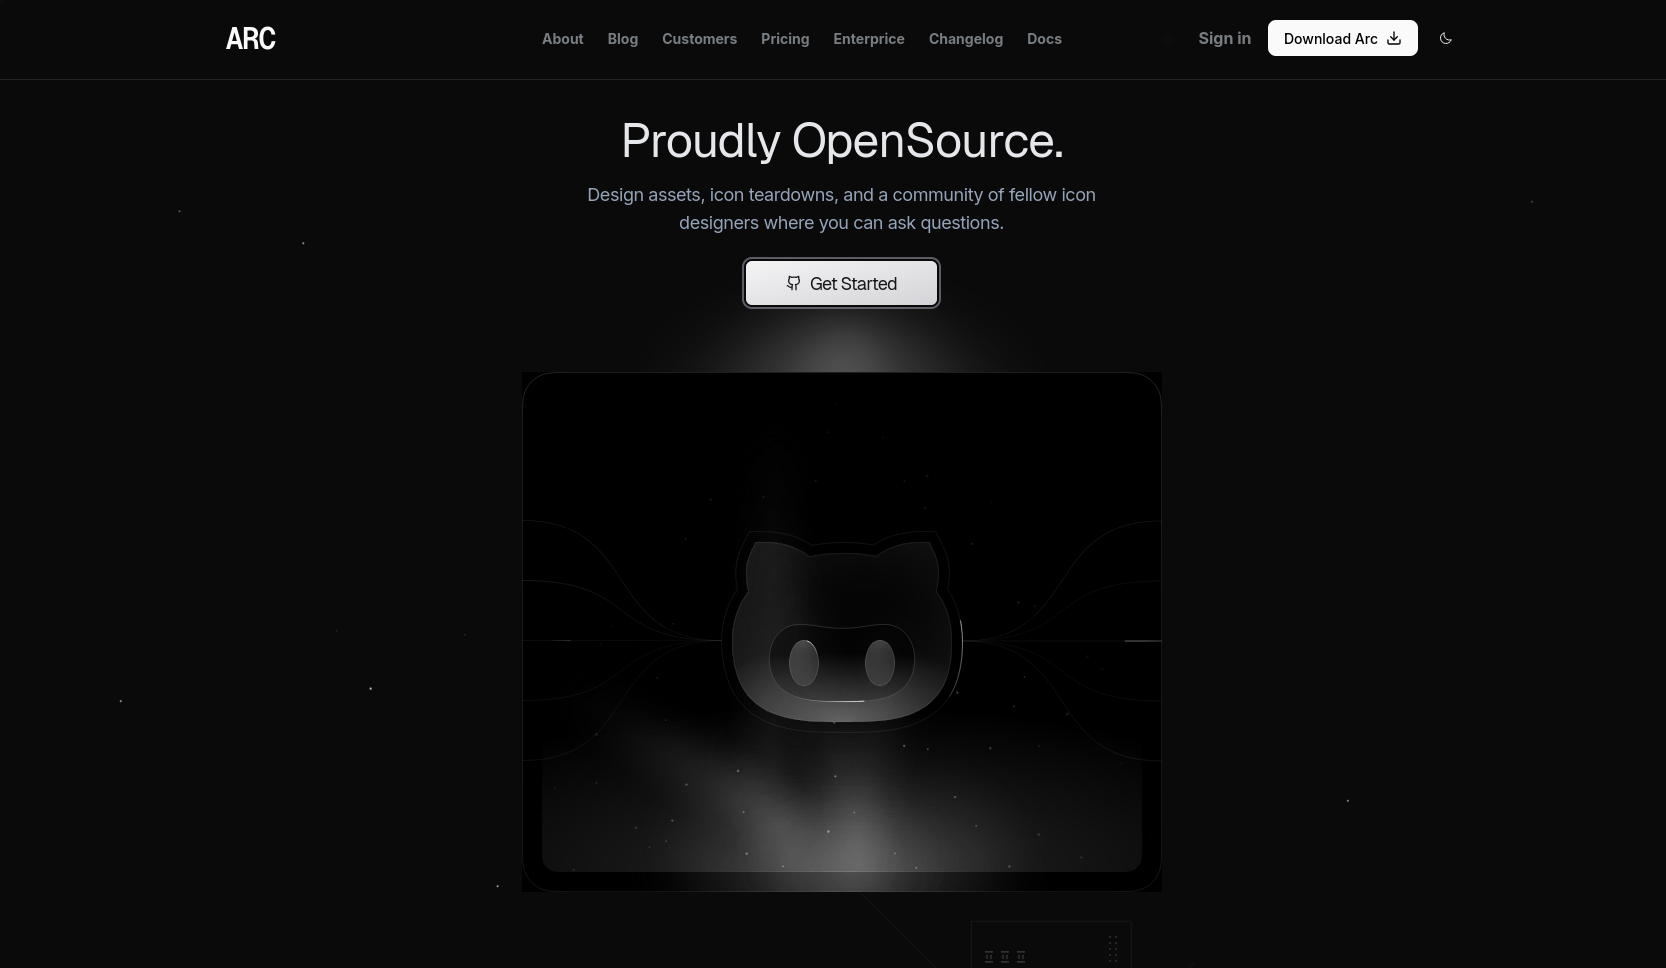 ARC
About
Blog
Customers
Pricing
Enterprice
Changelog
Docs
Sign in
Download Arc
Proudly OpenSource.
Design assets, icon teardowns, and a community of fellow icon
designers where you can ask questions.
Get Started